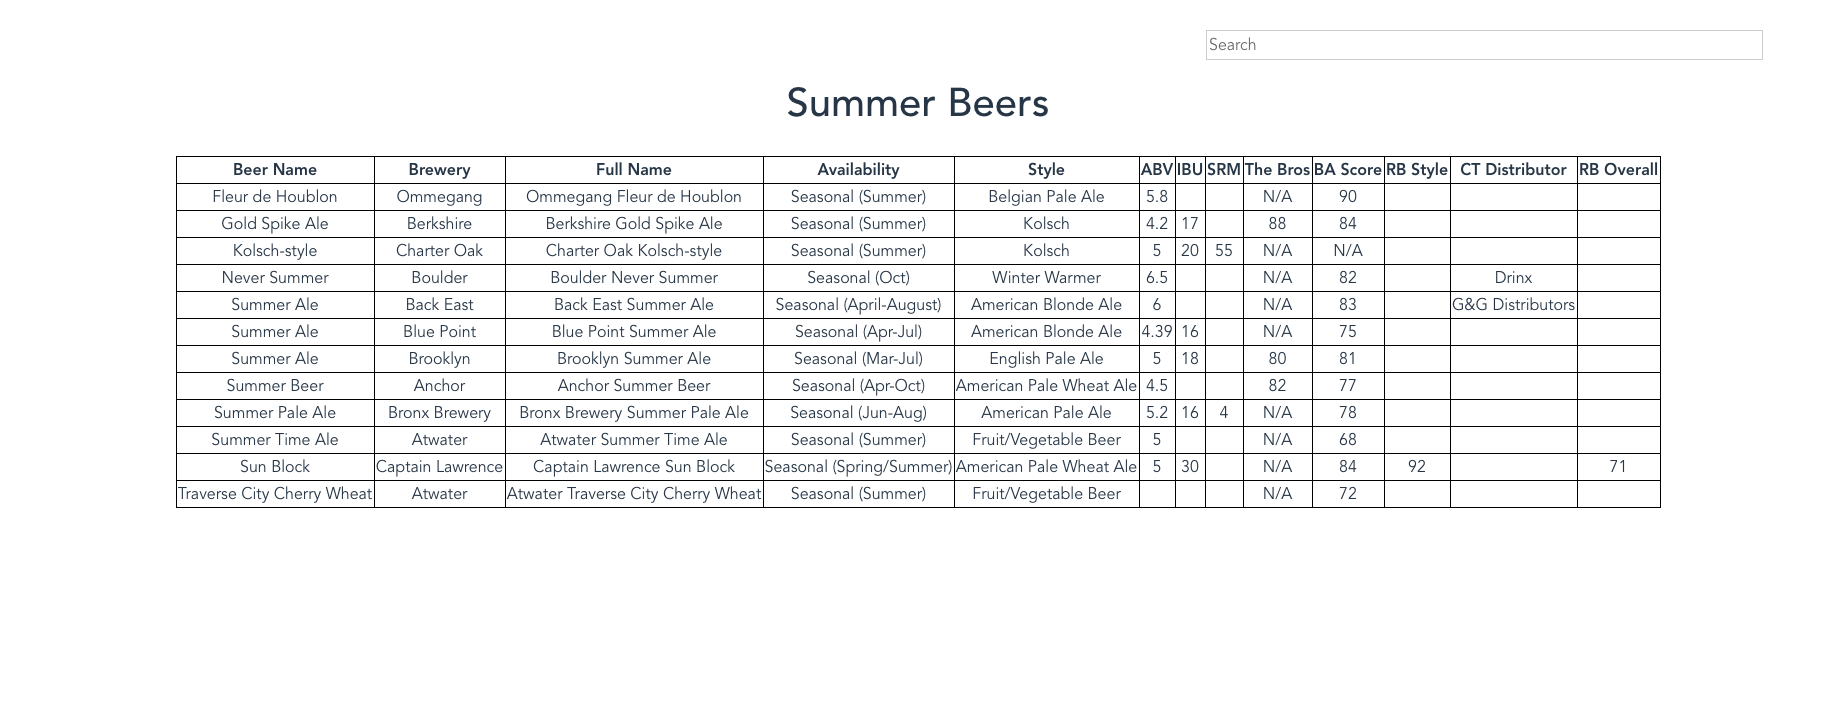 Search
Summer Beers
Beer Name Brewery Full Name Availability Style ABV IBU SRM The Bros BA Score RB Style CT Distributor RB Overall
Fleur de Houblon Ommegang Ommegang Fleur de Houblon Seasonal (Summer) Belgian Pale Ale 5.8 N/A 90
Gold Spike Ale Berkshire Berkshire Gold Spike Ale Seasonal (Summer) Kolsch 4.2 17 88 84
Kolsch-style Charter Oak Charter Oak Kolsch-style Seasonal (Summer) Kolsch 5 20 55 N/A N/A
Never Summer Boulder Boulder Never Summer Seasonal (Oct) Winter Warmer 6.5 N/A 82 Drinx
Summer Ale Back East Back East Summer Ale Seasonal (April-August) American Blonde Ale 6 N/A 83 G&G Distributors
Summer Ale Blue Point Blue Point Summer Ale Seasonal (Apr-Jul) American Blonde Ale 4.39 16 N/A 75
Summer Ale Brooklyn Brooklyn Summer Ale Seasonal (Mar-Jul) English Pale Ale 5 18 80 81
Summer Beer Anchor Anchor Summer Beer Seasonal (Apr-Oct) American Pale Wheat Ale 4.5 82 77
Summer Pale Ale Bronx Brewery Bronx Brewery Summer Pale Ale Seasonal (Jun-Aug) American Pale Ale 5.2 16 4 N/A 78
Summer Time Ale Atwater Atwater Summer Time Ale Seasonal (Summer) Fruit/Vegetable Beer 5 N/A 68
Sun Block Captain Lawrence Captain Lawrence Sun Block Seasonal (Spring/Summer) American Pale Wheat Ale 5 30 N/A 84 92 71
Traverse City Cherry Wheat Atwater Atwater Traverse City Cherry Wheat Seasonal (Summer) Fruit/Vegetable Beer N/A 72